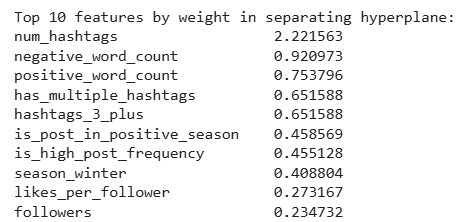 Top 10 features by weight in separating hyperplane:
num_hashtags 2.221563
negative_word_count 0.920973
positive_word_count 0.753796
has_multiple_hashtags 0.651588
hashtags_3_plus 0.651588
is_post_in_positive_season 0.458569
is_high_post_frequency 0.455128
season_winter 0.408804
likes_per_follower 0.273167
followers 0.234732